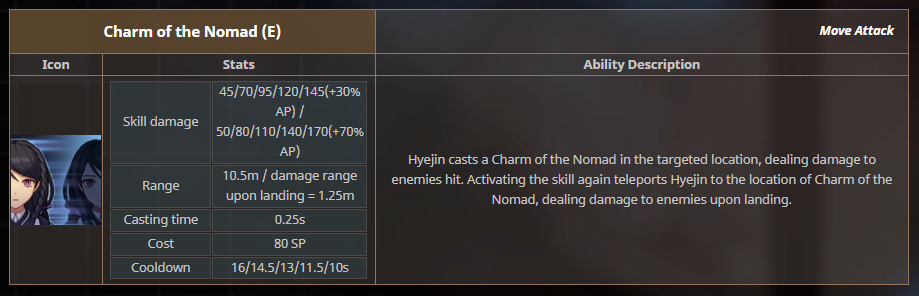 Charm of the Nomad (E)
Move Attack
Icon
Stats
Ability Description
Skill damage
45/70/95/120/145(+30%
AP) /
50/80/110/140/170(+70%
AP)
Range
10.5m / damage range
upon landing = 1.25m
Casting time
0.25s
Cost
80 SP
Cooldown
16/14.5/13/11.5/10s
Hyejin casts a Charm of the Nomad in the targeted location, dealing damage to
enemies hit. Activating the skill again teleports Hyejin to the location of Charm of the
Nomad, dealing damage to enemies upon landing.